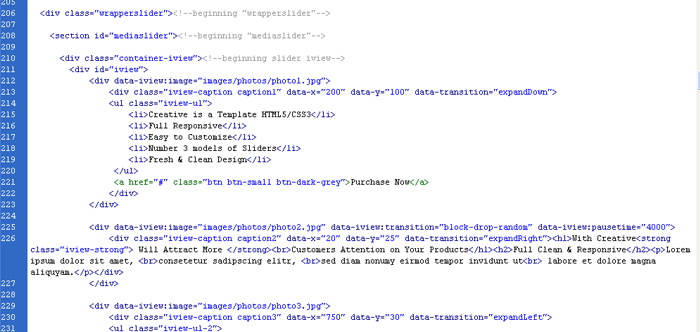 205
206 <div class="wrapperslider"><!--beginning "wrapperslider"-->
207
208 <section id="mediaslider"><!--beginning "mediaslider"-->
209
210 <div class="container-iview"><!--beginning slider iview-->
211 <div id="iview">
212 <div data-iview:image="images/photos/photo1.jpg">
213 <div class="iview-caption caption1" data-x="200" data-y="100" data-transition="expandDown">
214 <ul class="iview-ul">
215 <li>Creative is a Template HTML5/CSS3</li>
216 <li>Full Responsive</li>
217 <li>Easy to Customize</li>
218 <li>Number 3 models of Sliders</li>
219 <li>Fresh & Clean Design</li>
220 </ul>
221 <a href="#" class="btn btn-small btn-dark-grey">Purchase Now</a>
222 </div>
223 </div>
224
225 <div data-iview:image="images/photos/photo2.jpg" data-iview:transition="block-drop-random" data-iview:pausetime="4000">
226 <div class="iview-caption caption2" data-x="20" data-y="25" data-transition="expandRight"><h1>With Creative<strong
class="iview-strong"> Will Attract More </strong><br>Customers Attention on Your Products</h1><h2>Full Clean & Responsive</h2><p>Lorem
ipsum dolor sit amet, <br>consetetur sadipscing elitr, <br>sed diam nonumy eirmod tempor invidunt ut<br> labore et dolore magna
aliquyam.</p></div>
227 </div>
228
229 <div data-iview:image="images/photos/photo3.jpg">
230 <div class="iview-caption caption3" data-x="750" data-y="30" data-transition="expandLeft">
231 <ul class="iview-ul-2">